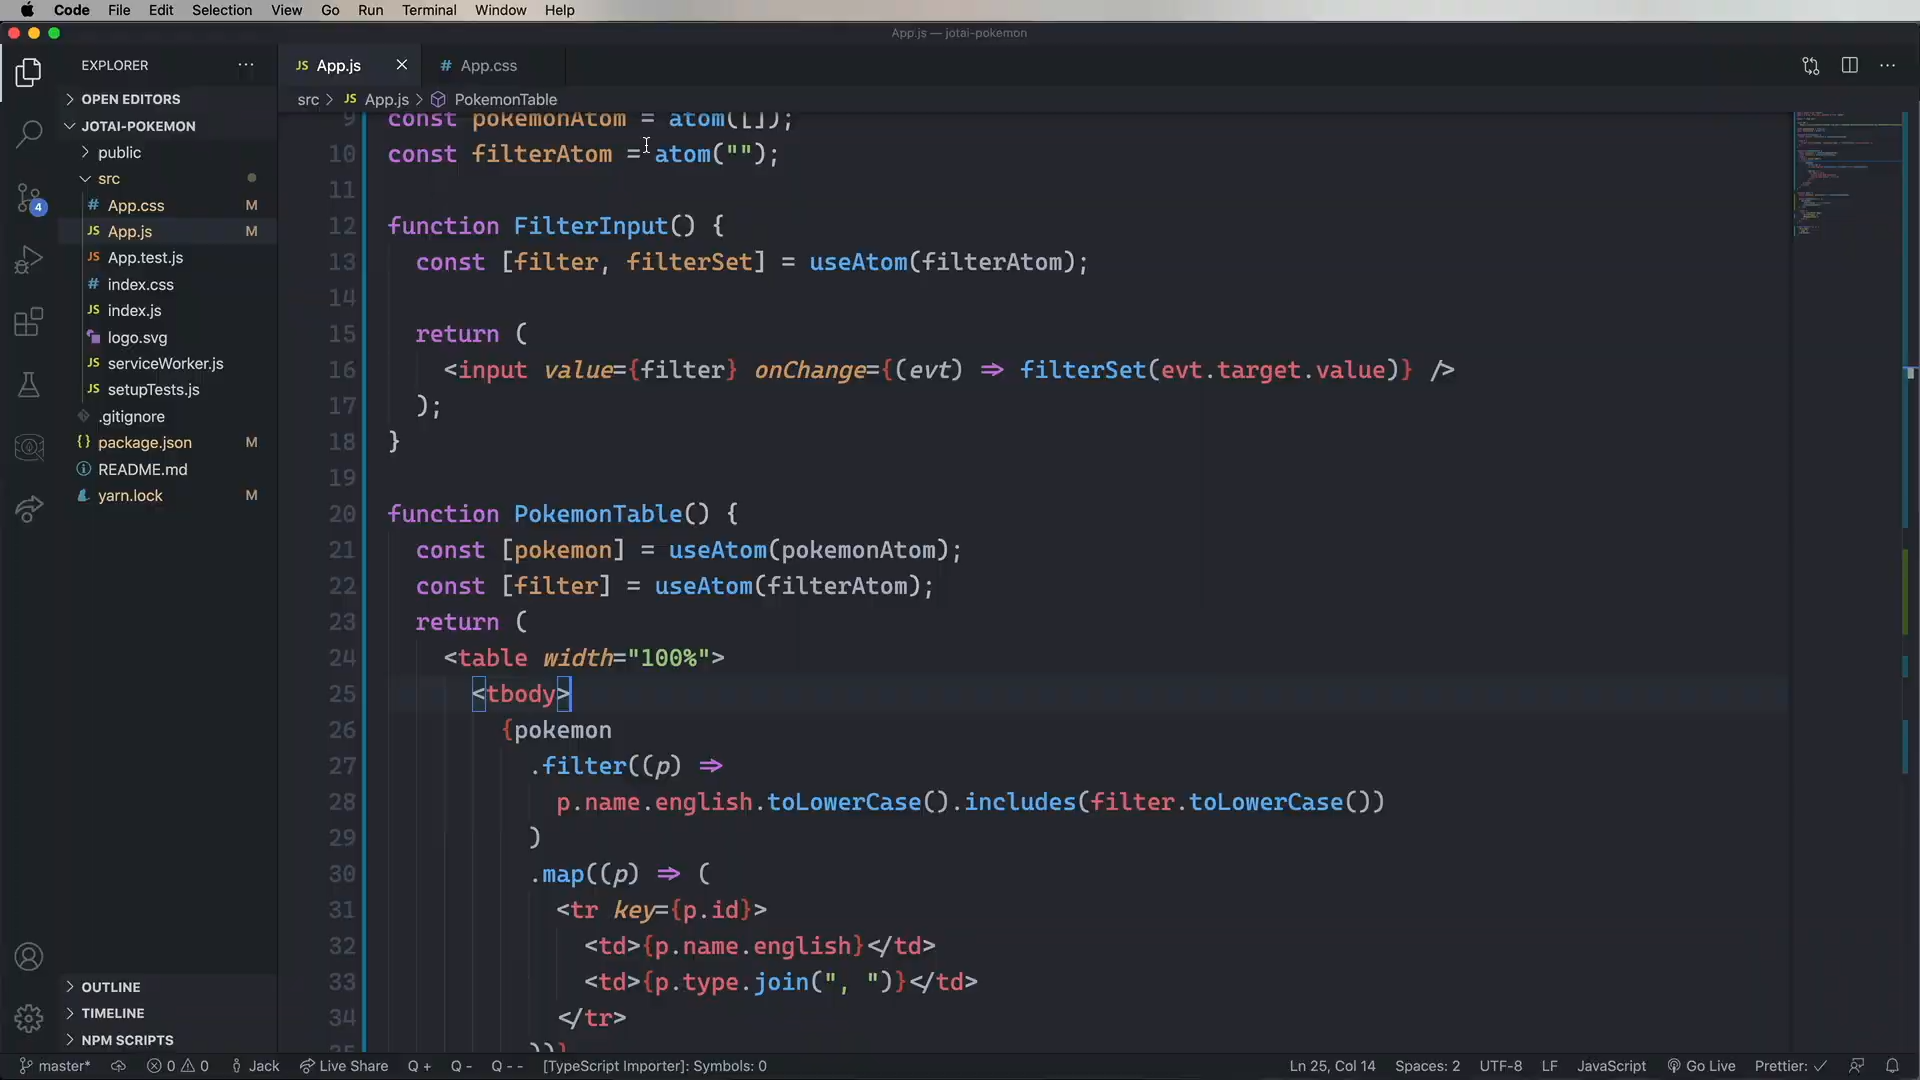 Code File Edit Selection View Go Run Terminal Window Help
App.js — jotai-pokemon
EXPLORER ···
JS App.js ×
# App.css
OPEN EDITORS
src > JS App.js > PokemonTable
JOTAI-POKEMON
public
src
# App.css M
JS App.js M
JS App.test.js
# index.css
JS index.js
logo.svg
JS serviceWorker.js
JS setupTests.js
.gitignore
{} package.json M
README.md
yarn.lock M
4
9 const pokemonAtom = atom([]);
10 const filterAtom = atom("");
11
12 function FilterInput() {
13 const [filter, filterSet] = useAtom(filterAtom);
14
15 return (
16 <input value={filter} onChange={(evt) => filterSet(evt.target.value)} />
17 );
18 }
19
20 function PokemonTable() {
21 const [pokemon] = useAtom(pokemonAtom);
22 const [filter] = useAtom(filterAtom);
23 return (
24 <table width="100%">
25 <tbody>
26 {pokemon
27 .filter((p) =>
28 p.name.english.toLowerCase().includes(filter.toLowerCase())
29 )
30 .map((p) => (
31 <tr key={p.id}>
32 <td>{p.name.english}</td>
33 <td>{p.type.join(", ")}</td>
34 </tr>
35 ))}
OUTLINE
TIMELINE
NPM SCRIPTS
master* 0 0 Jack Live Share Q + Q - Q - - [TypeScript Importer]: Symbols: 0 Ln 25, Col 14 Spaces: 2 UTF-8 LF JavaScript Go Live Prettier: ✓